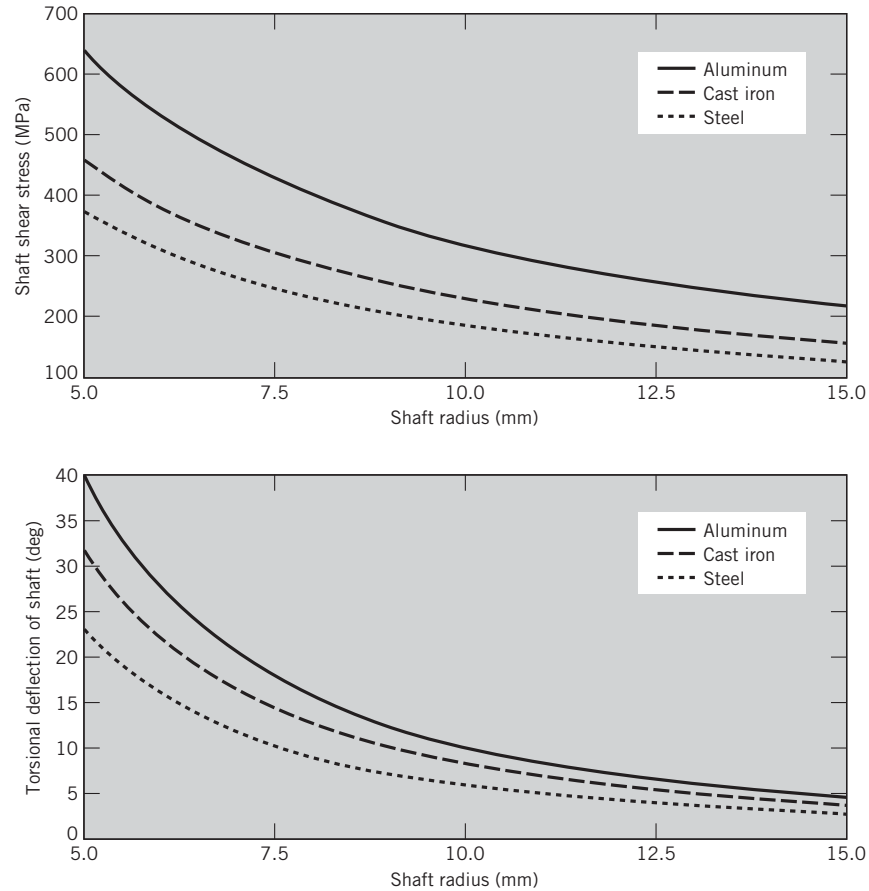 700
600
500
400
300
200
100
Shaft shear stress (MPa)
Aluminum
Cast iron
Steel
5.0 7.5 10.0 12.5 15.0
Shaft radius (mm)
40
35
30
25
20
15
10
5
0
Torsional deflection of shaft (deg)
Aluminum
Cast iron
Steel
5.0 7.5 10.0 12.5 15.0
Shaft radius (mm)